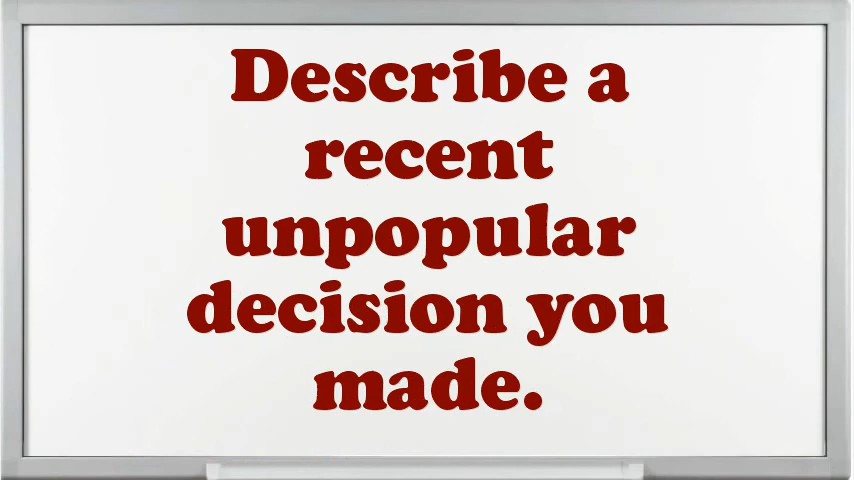 Describe a
recent
unpopular
decision you
made.